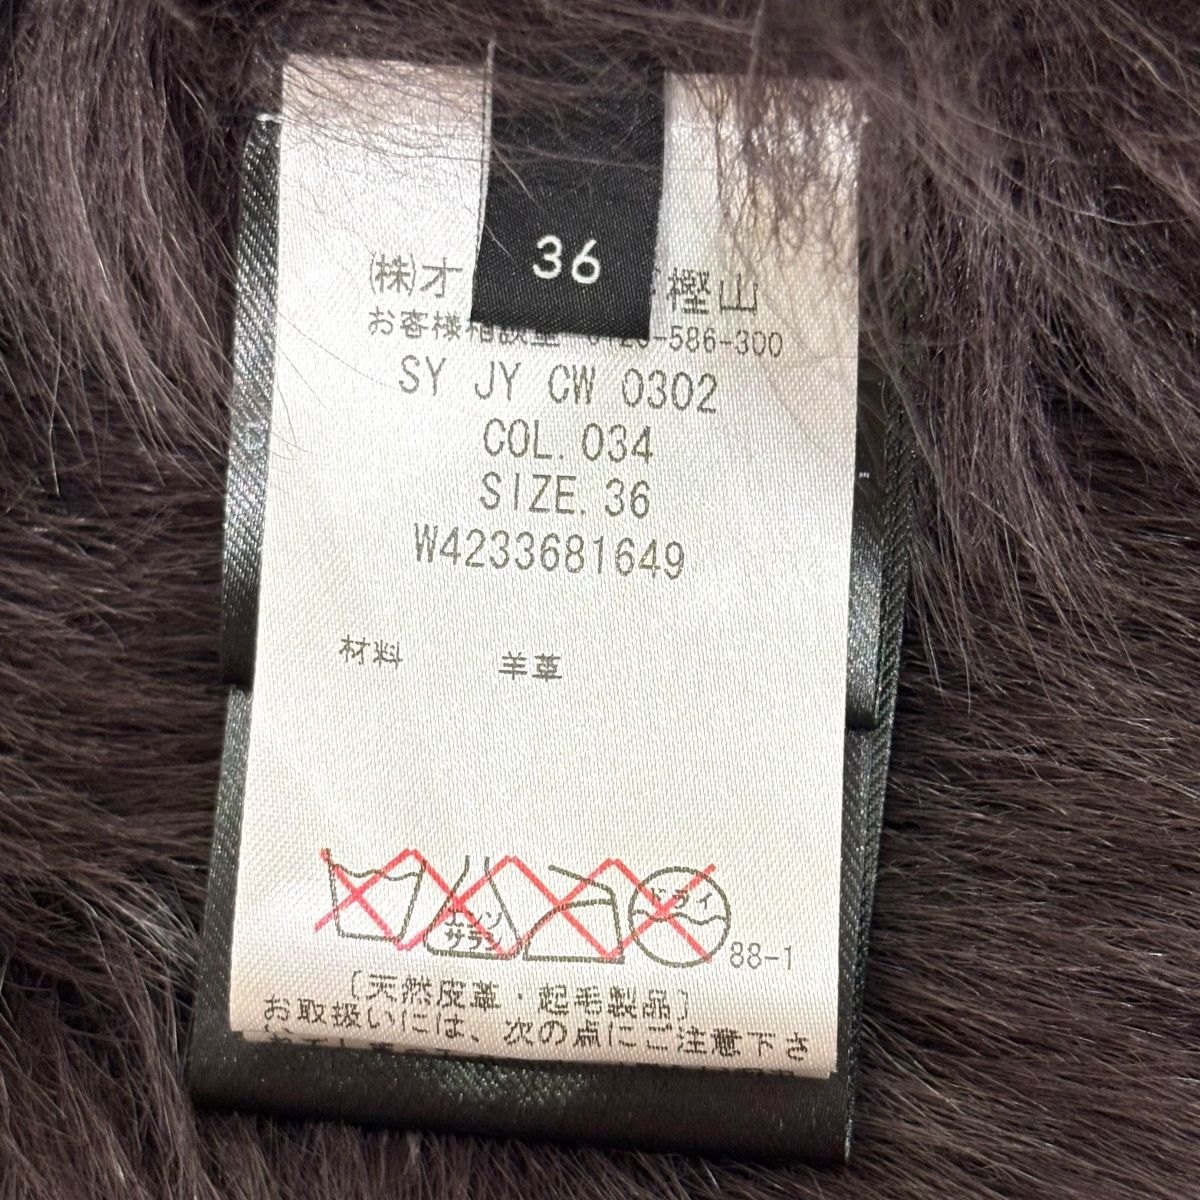 36
㈱オ 樫山
お客様相談室 -586-300
SY JY CW 0302
COL. 034
SIZE. 36
W4233681649
材料 羊革
エンソ
サラシ
ドライ
88-1
〔天然皮革・起毛製品〕
お取扱いには、次の点にご注意下さ